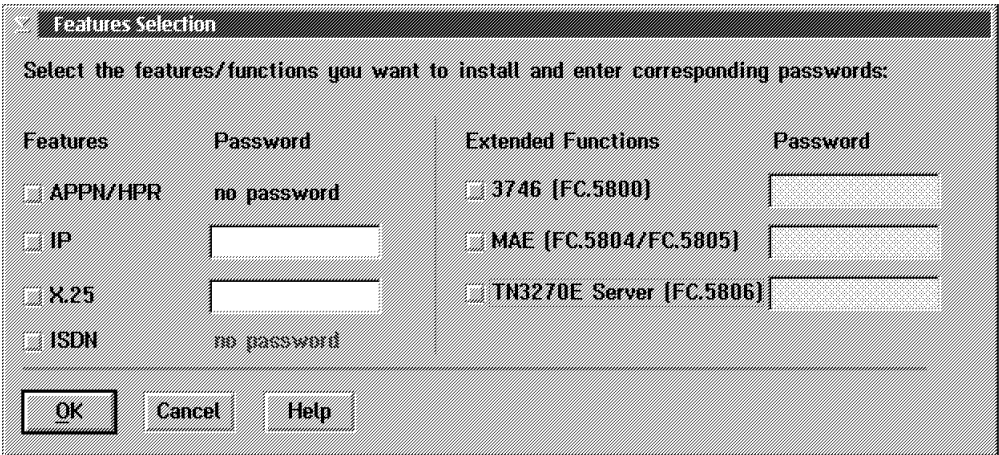 Features Selection
Select the features/functions you want to install and enter corresponding passwords:
Features Password Extended Functions Password
APPN/HPR no password 3746 (FC.5800)
IP MAE (FC.5804/FC.5805)
X.25 TN3270E Server (FC.5806)
ISDN no password
OK Cancel Help